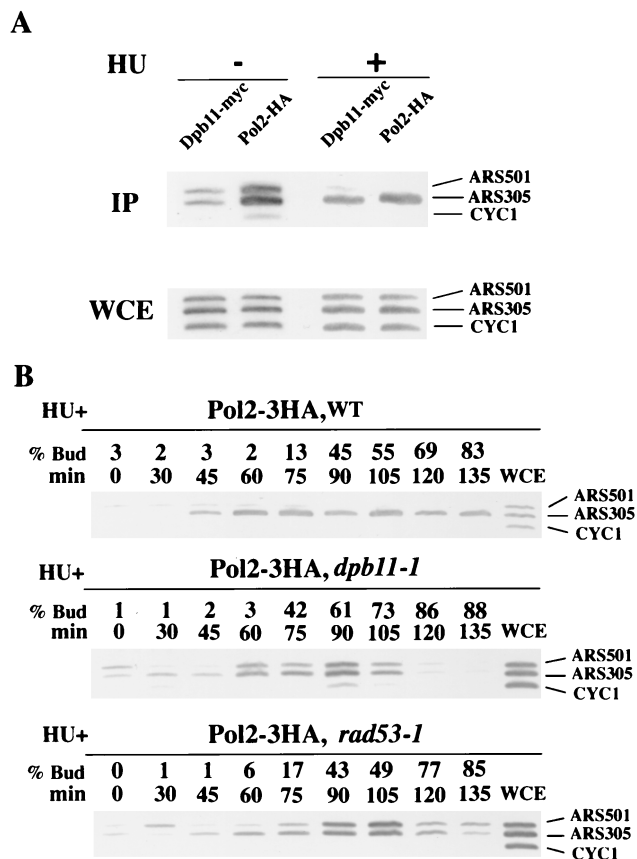 A
HU - +
Dpb11-myc Pol2-HA Dpb11-myc Pol2-HA
IP
ARS501
ARS305
CYC1
WCE
ARS501
ARS305
CYC1
B
HU+ Pol2-3HA, WT
% Bud 3 2 3 2 13 45 55 69 83
min 0 30 45 60 75 90 105 120 135 WCE
ARS501
ARS305
CYC1
HU+ Pol2-3HA, dpb11-1
% Bud 1 1 2 3 42 61 73 86 88
min 0 30 45 60 75 90 105 120 135 WCE
ARS501
ARS305
CYC1
HU+ Pol2-3HA, rad53-1
% Bud 0 1 1 6 17 43 49 77 85
min 0 30 45 60 75 90 105 120 135 WCE
ARS501
ARS305
CYC1